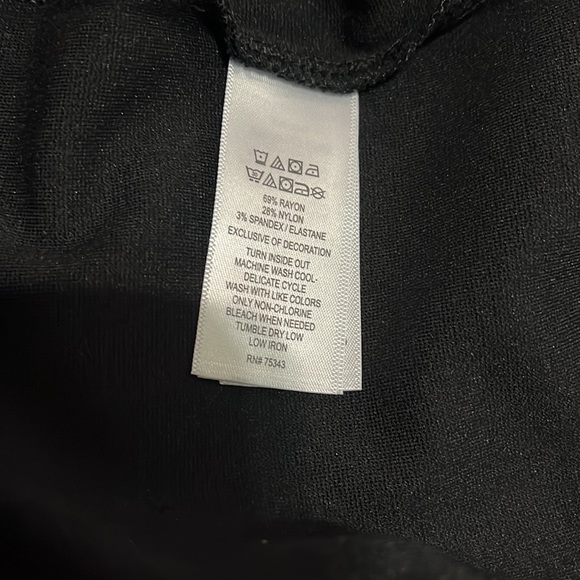 69% RAYON
28% NYLON
3% SPANDEX / ELASTANE
EXCLUSIVE OF DECORATION
TURN INSIDE OUT
MACHINE WASH COOL-
DELICATE CYCLE
WASH WITH LIKE COLORS
ONLY NON-CHLORINE
BLEACH WHEN NEEDED
TUMBLE DRY LOW
LOW IRON
RN# 75343